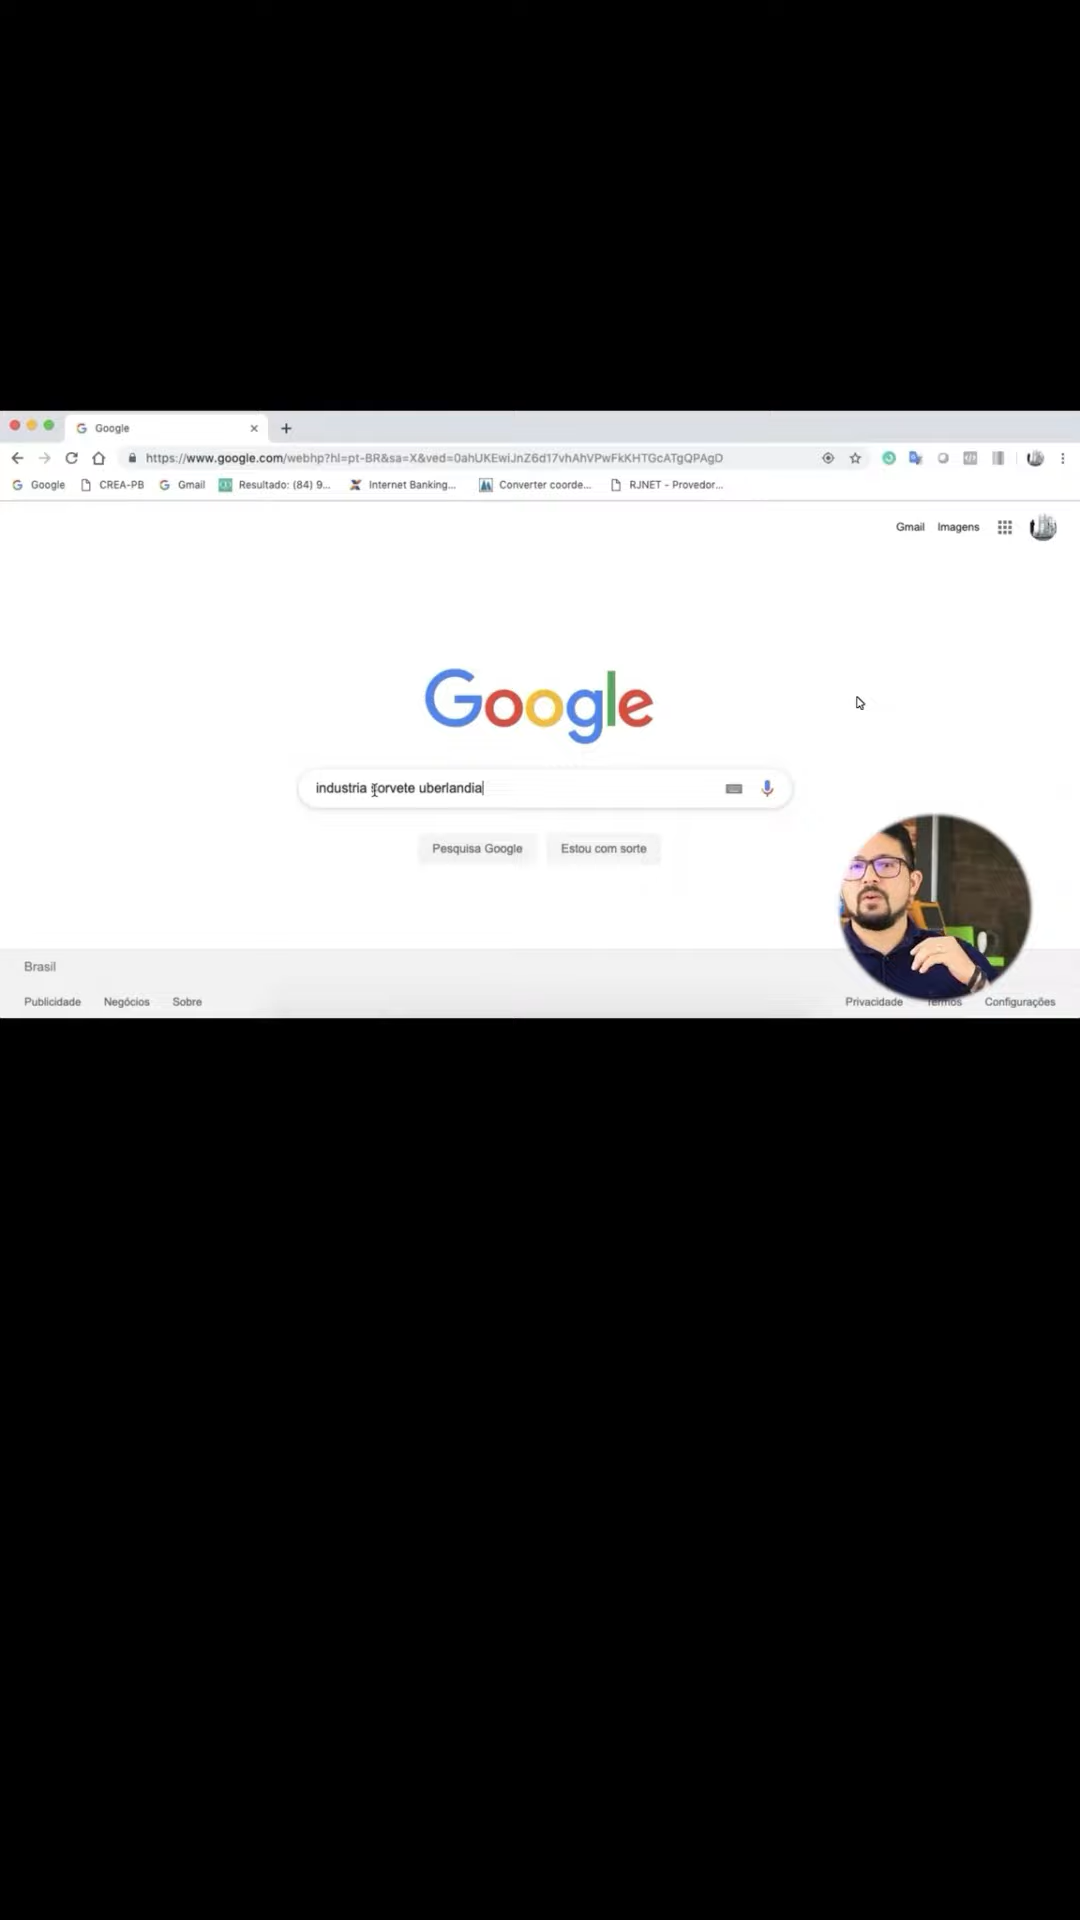 Google
https://www.google.com/webhp?hl=pt-BR&sa=X&ved=0ahUKEwiJnZ6d17vhAhVPwFkKHTGcATgQPAgD
Google CREA-PB Gmail Resultado: (84) 9... Internet Banking... Converter coorde... RJNET - Provedor...
Gmail Imagens
Google
industria sorvete uberlandia
Pesquisa Google Estou com sorte
Brasil
Publicidade Negócios Sobre Privacidade Termos Configurações